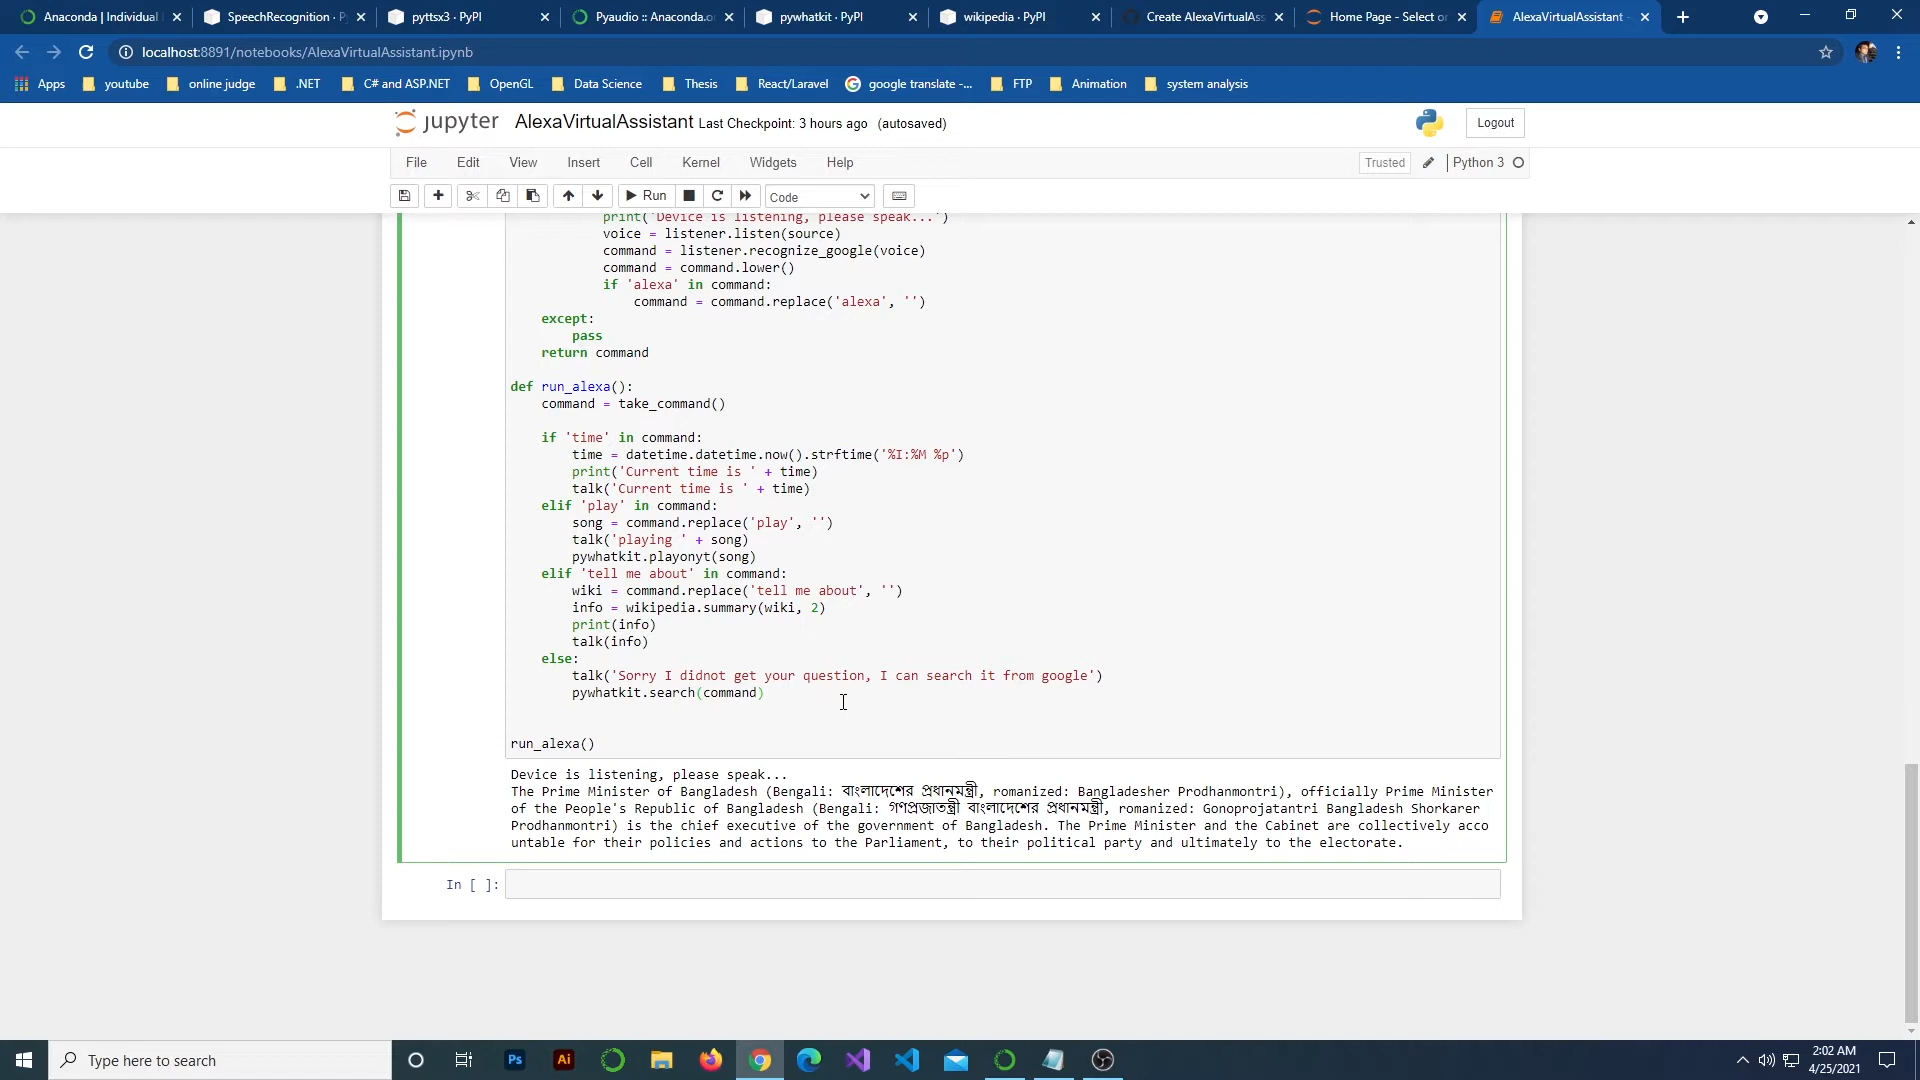 Anaconda | Individual
SpeechRecognition · P
pyttsx3 · PyPI
Pyaudio :: Anaconda.o
pywhatkit · PyPI
wikipedia · PyPI
Create AlexaVirtualAss
Home Page - Select or
AlexaVirtualAssistant -
localhost:8891/notebooks/AlexaVirtualAssistant.ipynb
Apps youtube online judge .NET C# and ASP.NET OpenGL Data Science Thesis React/Laravel google translate -... FTP Animation system analysis
jupyter AlexaVirtualAssistant Last Checkpoint: 3 hours ago (autosaved) Logout
File Edit View Insert Cell Kernel Widgets Help Trusted Python 3
Run Code
print('Device is listening, please speak...')
voice = listener.listen(source)
command = listener.recognize_google(voice)
command = command.lower()
if 'alexa' in command:
command = command.replace('alexa', '')
except:
pass
return command
def run_alexa():
command = take_command()
if 'time' in command:
time = datetime.datetime.now().strftime('%I:%M %p')
print('Current time is ' + time)
talk('Current time is ' + time)
elif 'play' in command:
song = command.replace('play', '')
talk('playing ' + song)
pywhatkit.playonyt(song)
elif 'tell me about' in command:
wiki = command.replace('tell me about', '')
info = wikipedia.summary(wiki, 2)
print(info)
talk(info)
else:
talk('Sorry I didnot get your question, I can search it from google')
pywhatkit.search(command)
run_alexa()
Device is listening, please speak...
The Prime Minister of Bangladesh (Bengali: বাংলাদেশের প্রধানমন্ত্রী, romanized: Bangladesher Prodhanmontri), officially Prime Minister
of the People's Republic of Bangladesh (Bengali: গণপ্রজাতন্ত্রী বাংলাদেশের প্রধানমন্ত্রী, romanized: Gonoprojatantri Bangladesh Shorkarer
Prodhanmontri) is the chief executive of the government of Bangladesh. The Prime Minister and the Cabinet are collectively acco
untable for their policies and actions to the Parliament, to their political party and ultimately to the electorate.
In [ ]:
Type here to search
Ps Ai
2:02 AM
4/25/2021